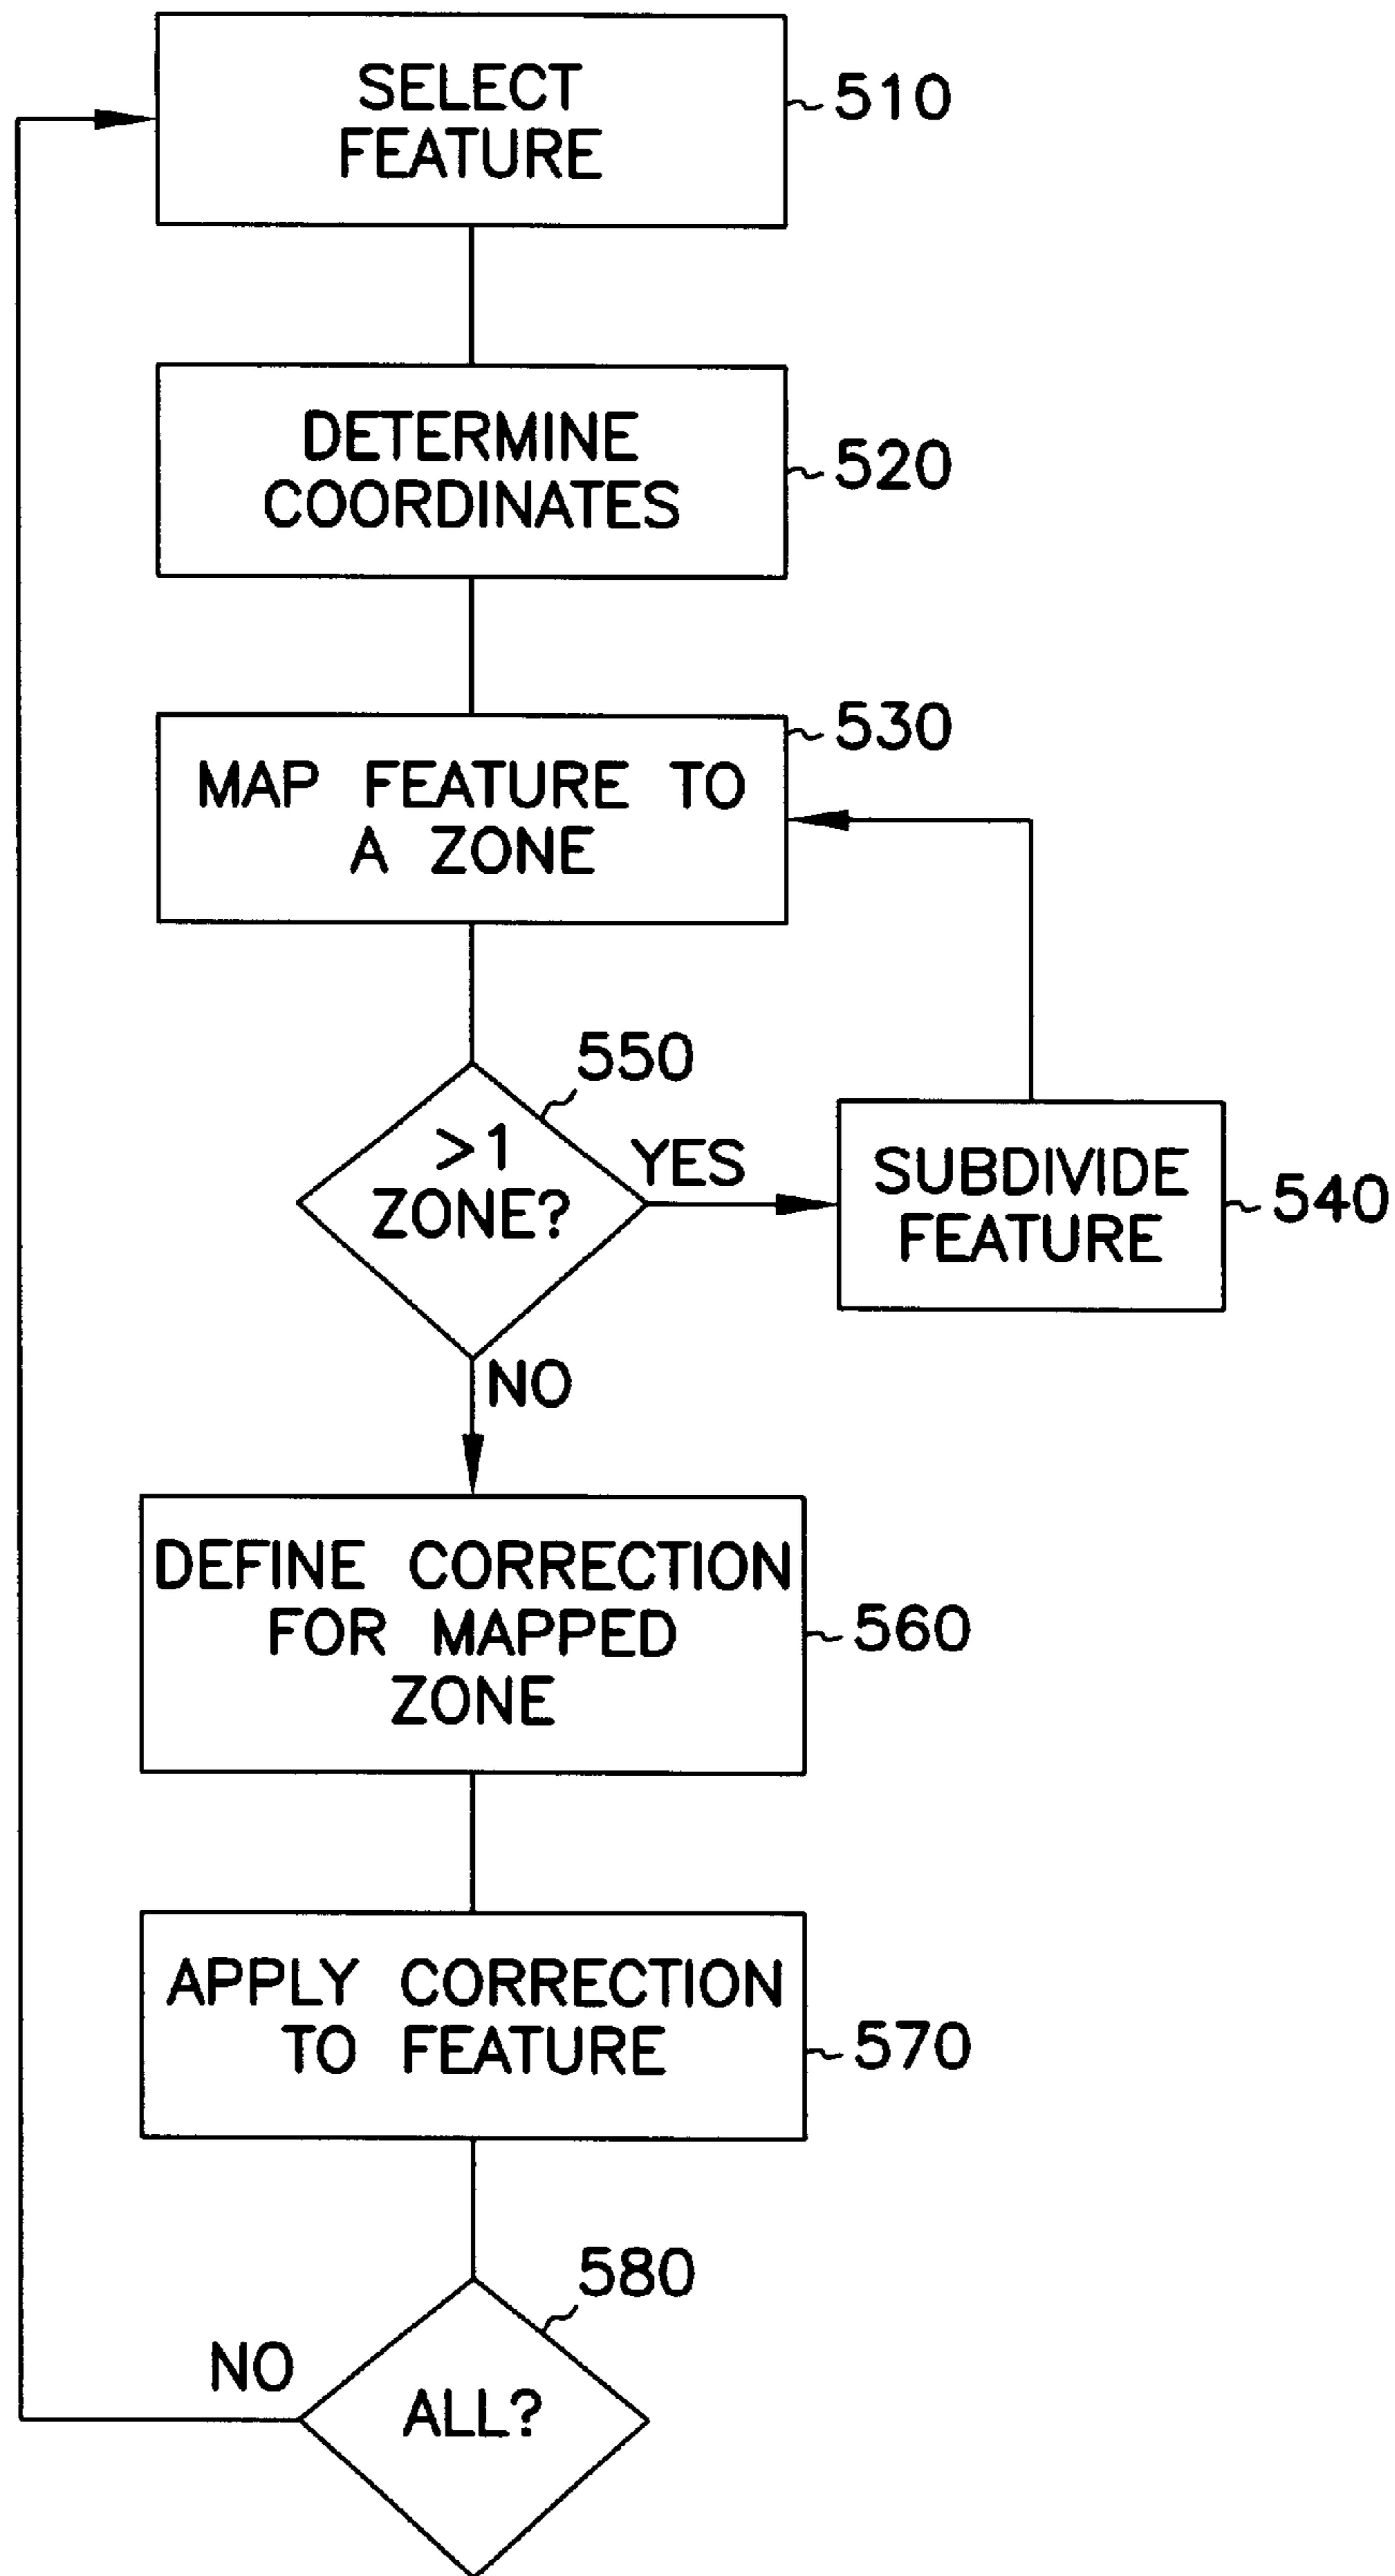 SELECT
FEATURE
510
DETERMINE
COORDINATES
520
530
MAP FEATURE TO
A ZONE
550
>1
ZONE?
YES
SUBDIVIDE
FEATURE
540
NO
DEFINE CORRECTION
FOR MAPPED
ZONE
560
APPLY CORRECTION
TO FEATURE
570
580
NO
ALL?